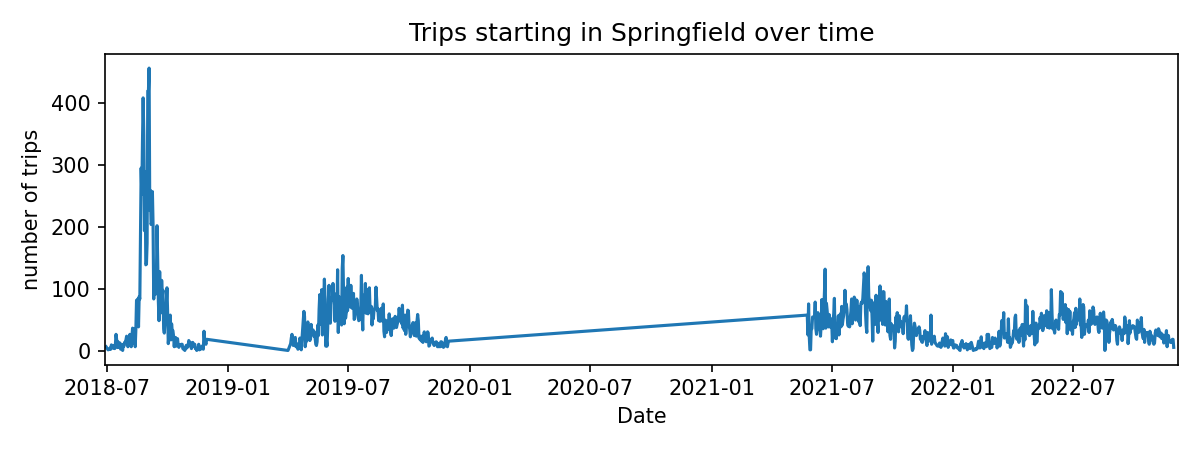 Trips starting in Springfield over time
number of trips
400
300
200
100
0
2018-07 2019-01 2019-07 2020-01 2020-07 2021-01 2021-07 2022-01 2022-07
Date